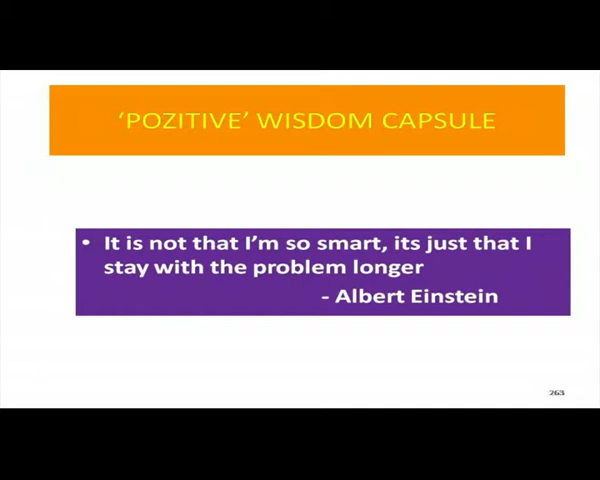 ‘POZITIVE’ WISDOM CAPSULE
• It is not that I’m so smart, its just that I
stay with the problem longer
- Albert Einstein
263